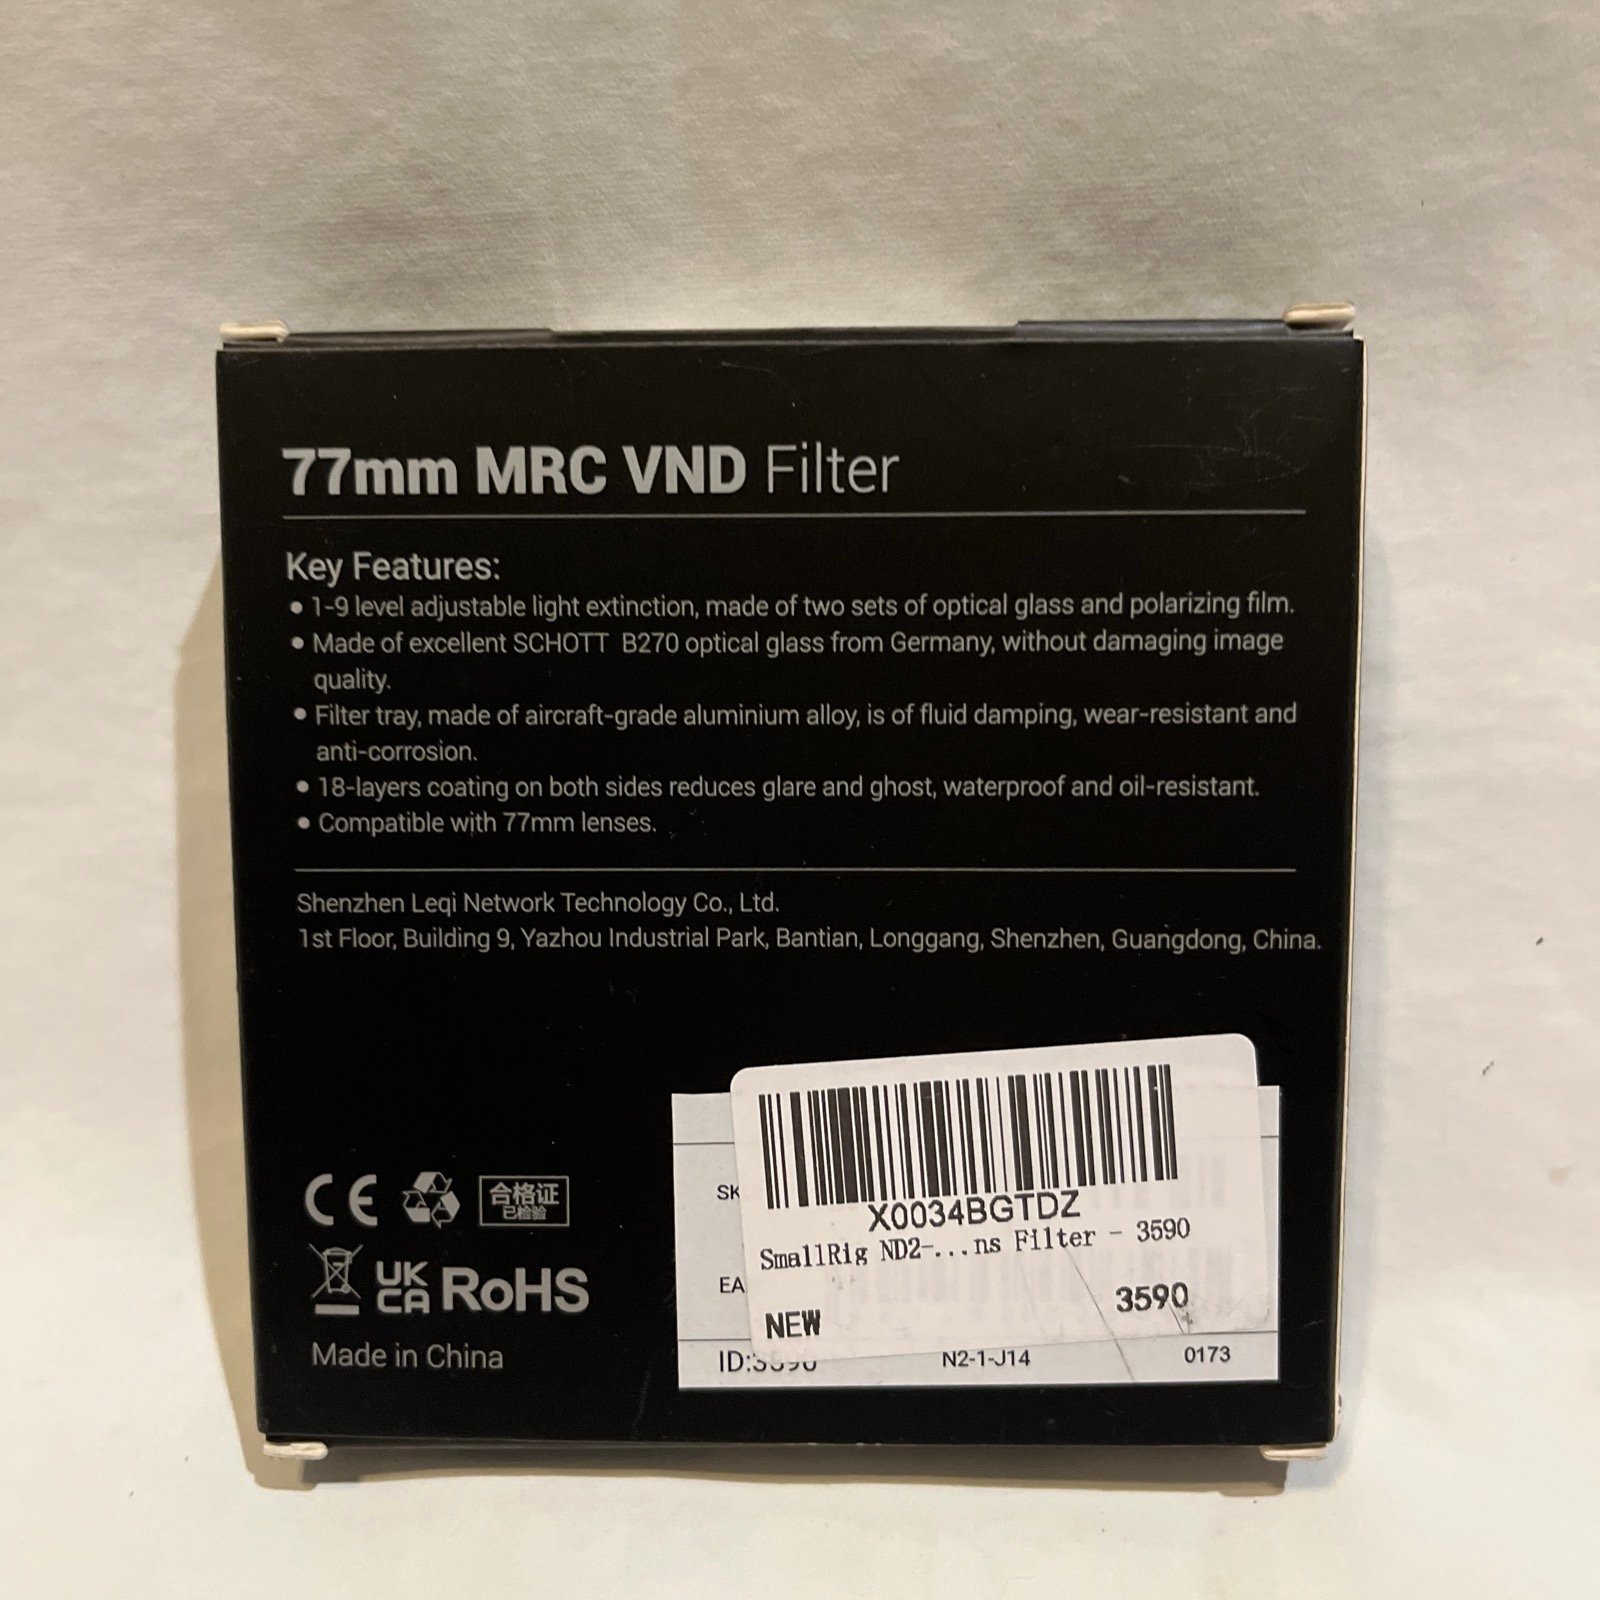 77mm MRC VND Filter
Key Features:
• 1-9 level adjustable light extinction, made of two sets of optical glass and polarizing film.
• Made of excellent SCHOTT B270 optical glass from Germany, without damaging image
quality.
• Filter tray, made of aircraft-grade aluminium alloy, is of fluid damping, wear-resistant and
anti-corrosion.
• 18-layers coating on both sides reduces glare and ghost, waterproof and oil-resistant.
• Compatible with 77mm lenses.
Shenzhen Leqi Network Technology Co., Ltd.
1st Floor, Building 9, Yazhou Industrial Park, Bantian, Longgang, Shenzhen, Guangdong, China.
CE
合格证
已检验
UK
CA
RoHS
Made in China
SK
X0034BGTDZ
SmallRig ND2-...ns Filter - 3590
EA
3590
NEW
ID:3590
N2-1-J14
0173